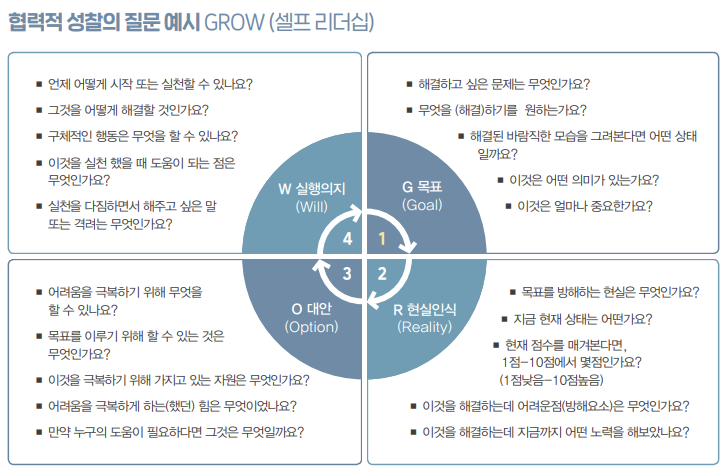 협력적 성찰의 질문 예시 GROW (셀프 리더십)
■ 언제 어떻게 시작 또는 실천할 수 있나요?
■ 그것을 어떻게 해결할 것인가요?
■ 구체적인 행동은 무엇을 할 수 있나요?
■ 이것을 실천 했을 때 도움이 되는 점은
무엇인가요?
■ 실천을 다짐하면서 해주고 싶은 말
또는 격려는 무엇인가요?
W 실행의지
(Will)
4
■ 해결하고 싶은 문제는 무엇인가요?
■ 무엇을 (해결)하기를 원하는가요?
■ 해결된 바람직한 모습을 그려본다면 어떤 상태
일까요?
■ 이것은 어떤 의미가 있는가요?
■ 이것은 얼마나 중요한가요?
G 목표
(Goal)
1
■ 어려움을 극복하기 위해 무엇을
할 수 있나요?
■ 목표를 이루기 위해 할 수 있는 것은
무엇인가요?
■ 이것을 극복하기 위해 가지고 있는 자원은 무엇인가요?
■ 어려움을 극복하게 하는(했던) 힘은 무엇이었나요?
■ 만약 누구의 도움이 필요하다면 그것은 무엇일까요?
3
O 대안
(Option)
2
R 현실인식
(Reality)
■ 목표를 방해하는 현실은 무엇인가요?
■ 지금 현재 상태는 어떤가요?
■ 현재 점수를 매겨본다면,
1점–10점에서 몇점인가요?
(1점낮음–10점높음)
■ 이것을 해결하는데 어려운점(방해요소)은 무엇인가요?
■ 이것을 해결하는데 지금까지 어떤 노력을 해보았나요?